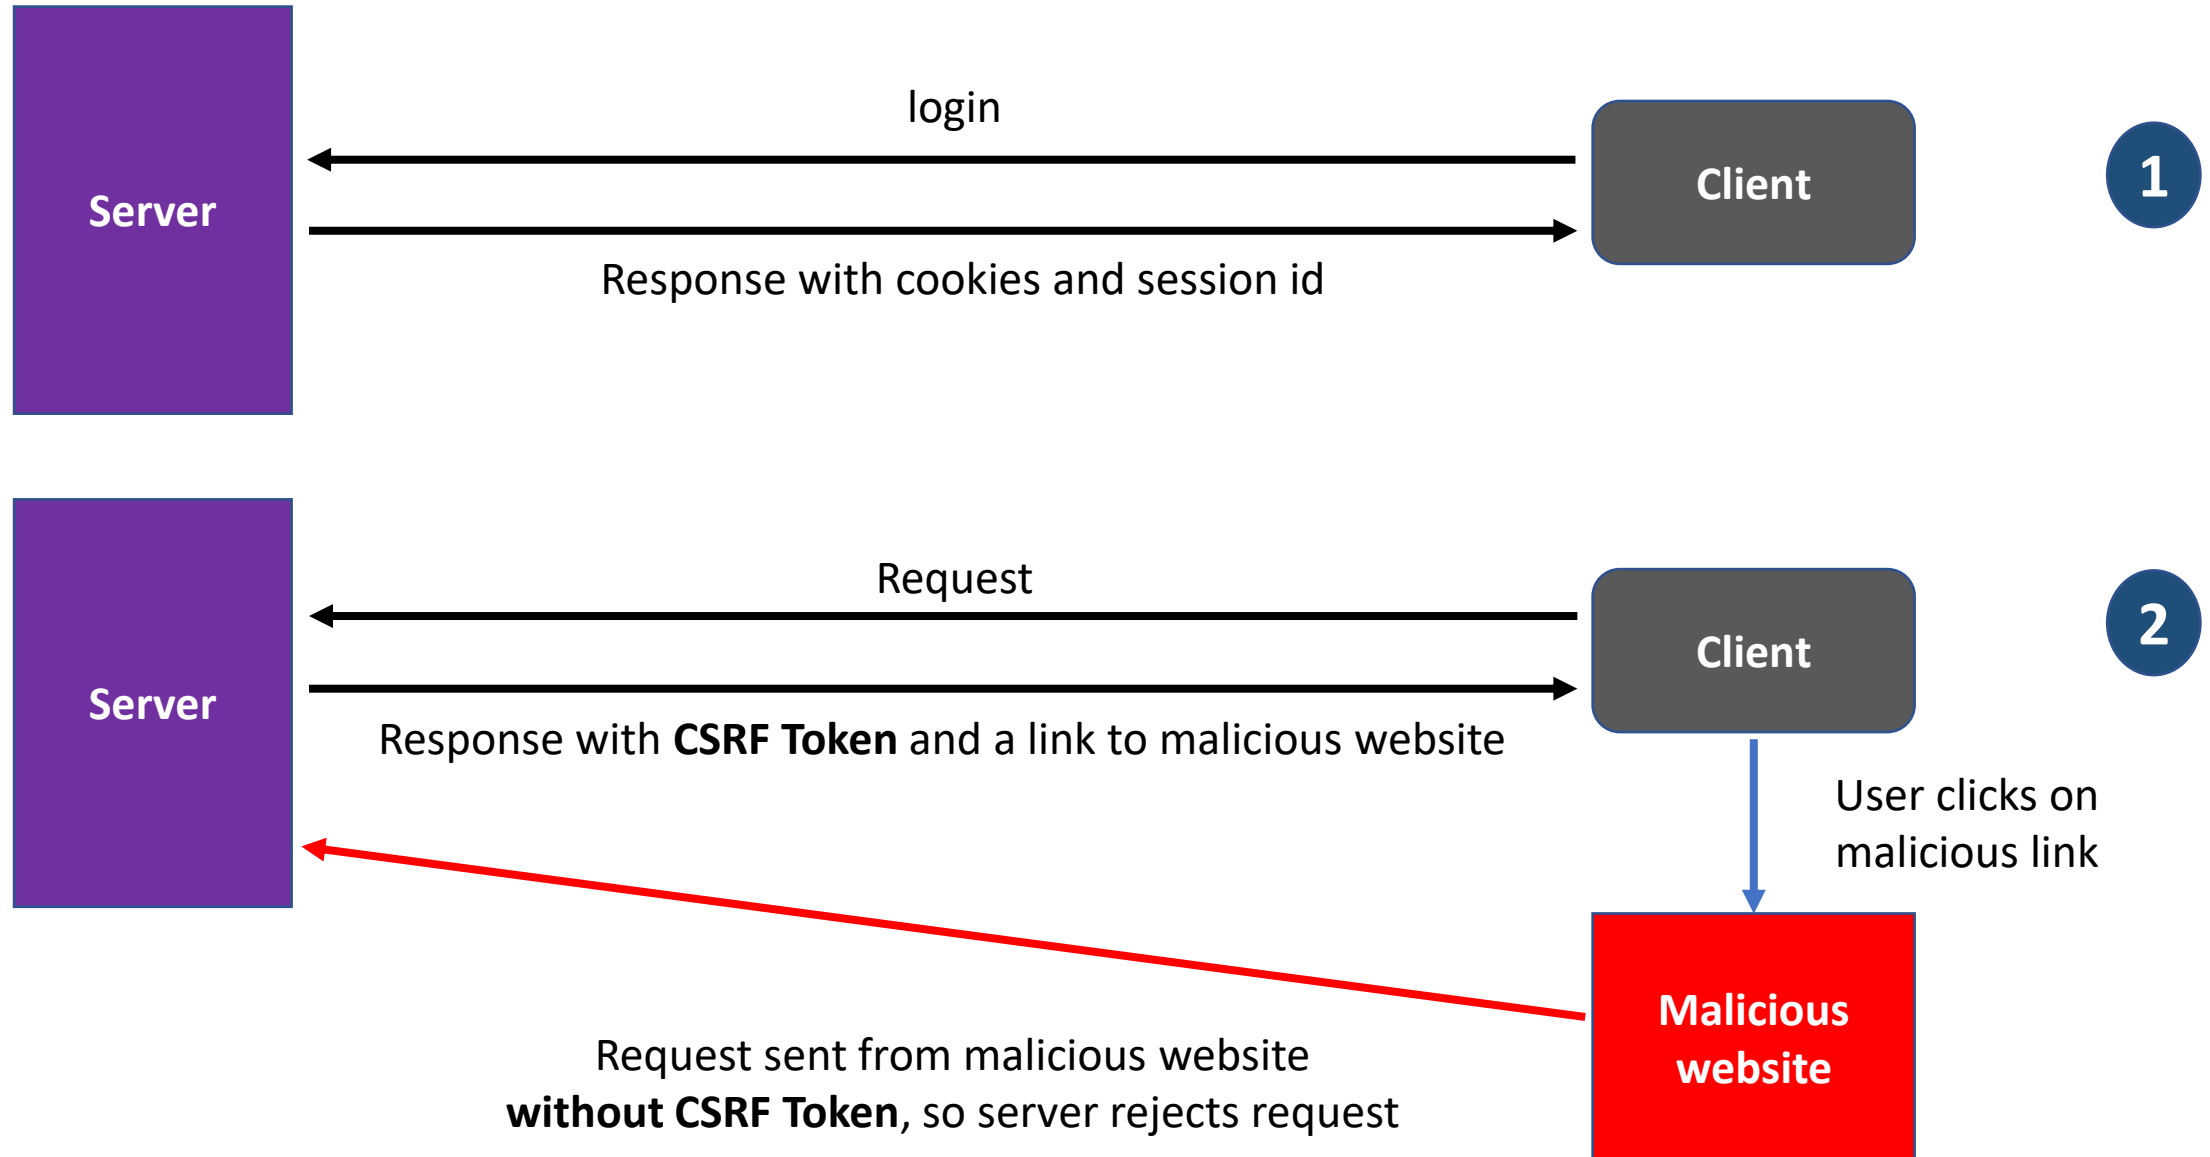 login
Server
Client
1
Response with cookies and session id
Request
Server
Client
2
Response with CSRF Token and a link to malicious website
User clicks on
malicious link
Malicious
website
Request sent from malicious website
without CSRF Token, so server rejects request